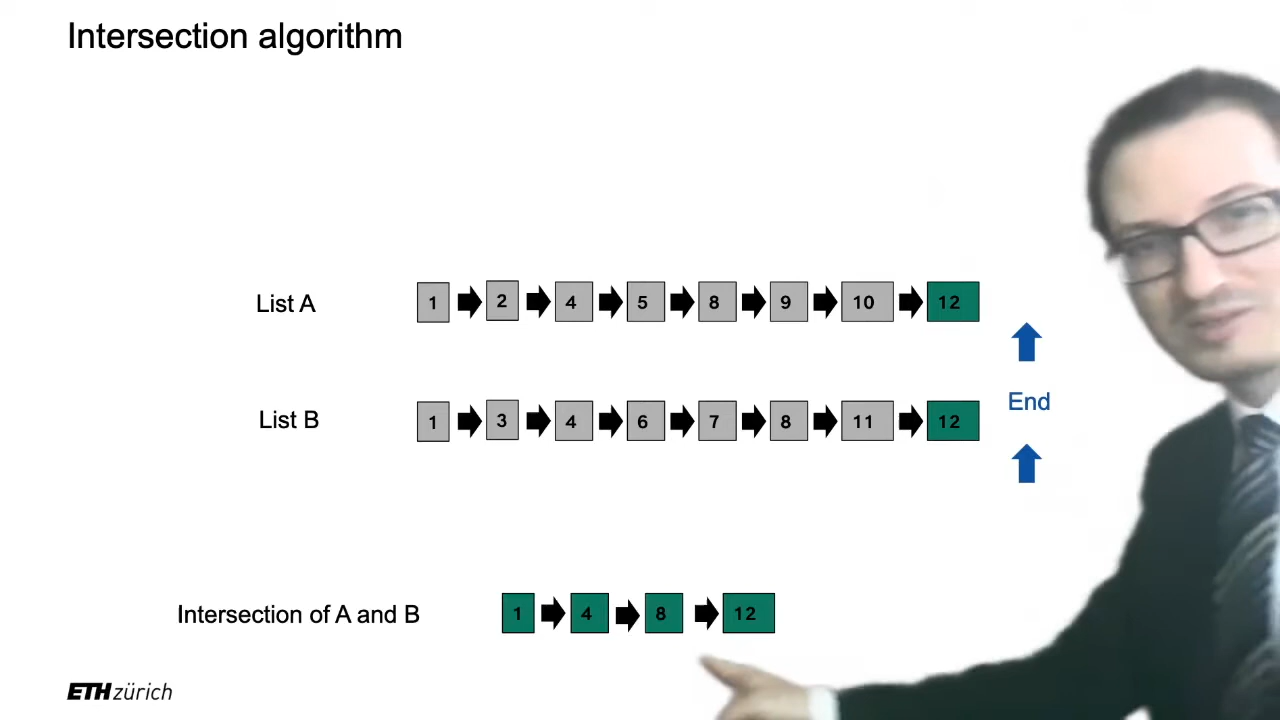 Intersection algorithm
List A 1 2 4 5 8 9 10 12
End
List B 1 3 4 6 7 8 11 12
Intersection of A and B 1 4 8 12
ETH zürich